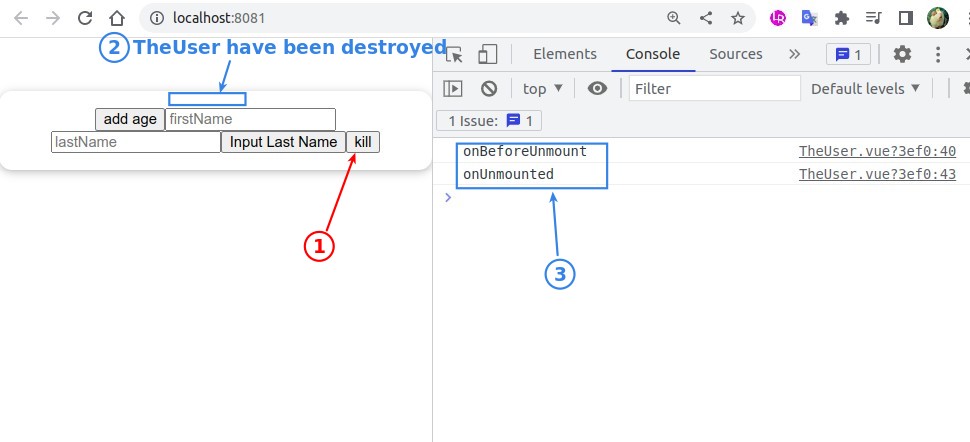 localhost:8081
2 TheUser have been destroyed
add age firstName
lastName Input Last Name kill
1
Elements Console Sources » 1
top ▼ Filter Default levels ▼
1 Issue: 1
onBeforeUnmount TheUser.vue?3ef0:40
onUnmounted TheUser.vue?3ef0:43
>
3